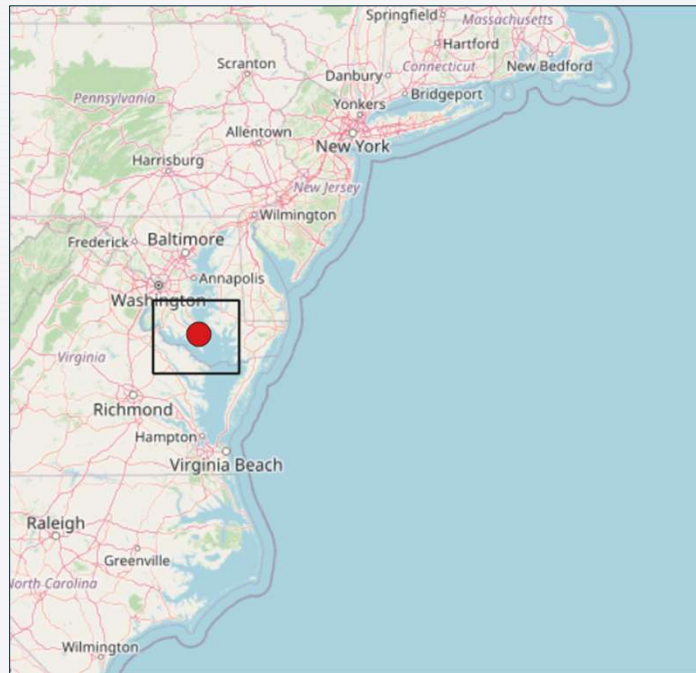 Springfield
Massachusetts
Hartford
Scranton
Connecticut
New Bedford
Danbury
Pennsylvania
Bridgeport
Yonkers
Allentown
New York
Harrisburg
New Jersey
Wilmington
Frederick
Baltimore
Annapolis
Washington
Virginia
Richmond
Hampton
Virginia Beach
Raleigh
Greenville
North Carolina
Wilmington